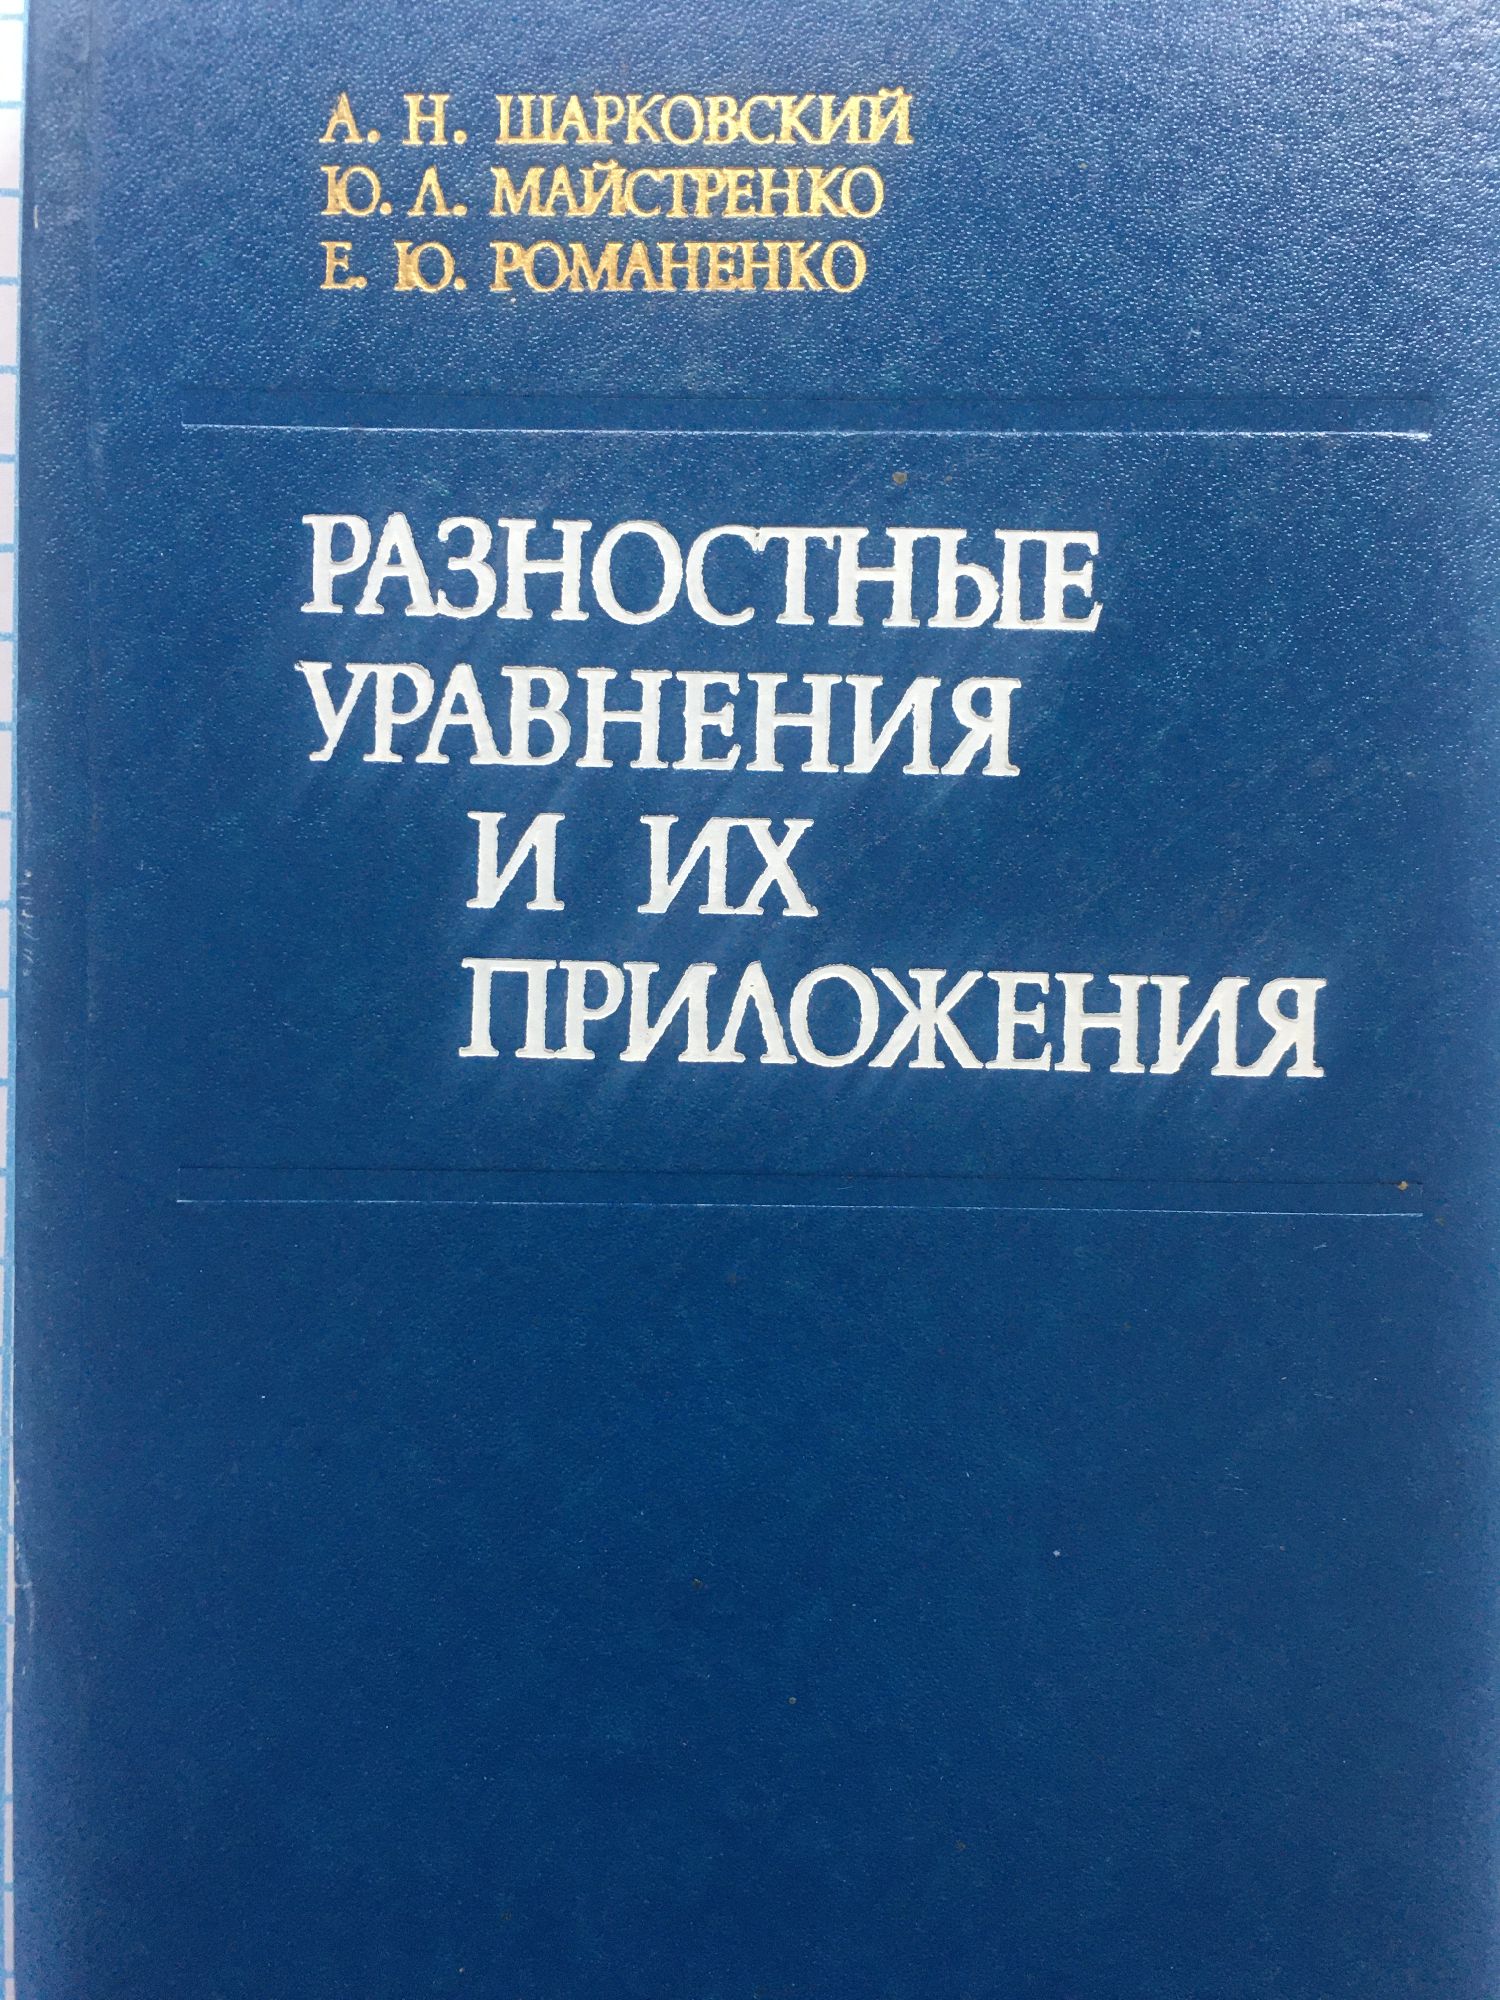 А. Н. ШАРКОВСКИЙ
Ю. Л. МАЙСТРЕНКО
Е. Ю. РОМАНЕНКО
РАЗНОСТНЫЕ
УРАВНЕНИЯ
И ИХ
ПРИЛОЖЕНИЯ